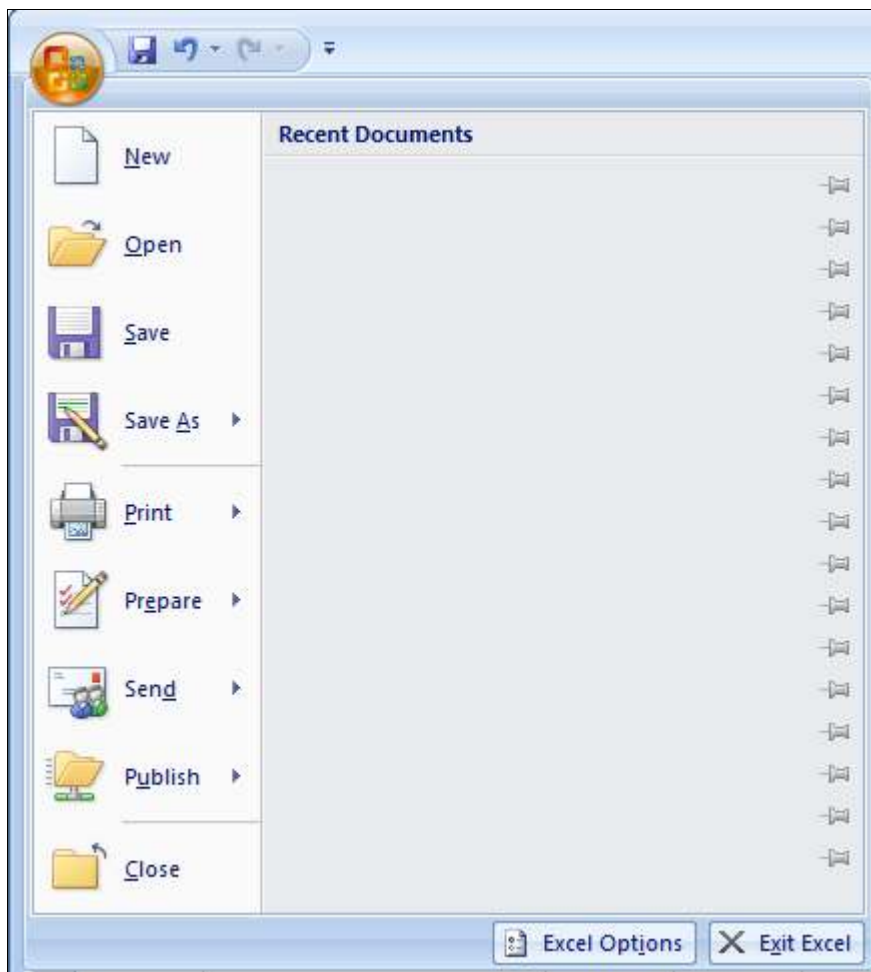 Recent Documents
New
Open
Save
Save As
Print
Prepare
Send
Publish
Close
Excel Options
Exit Excel